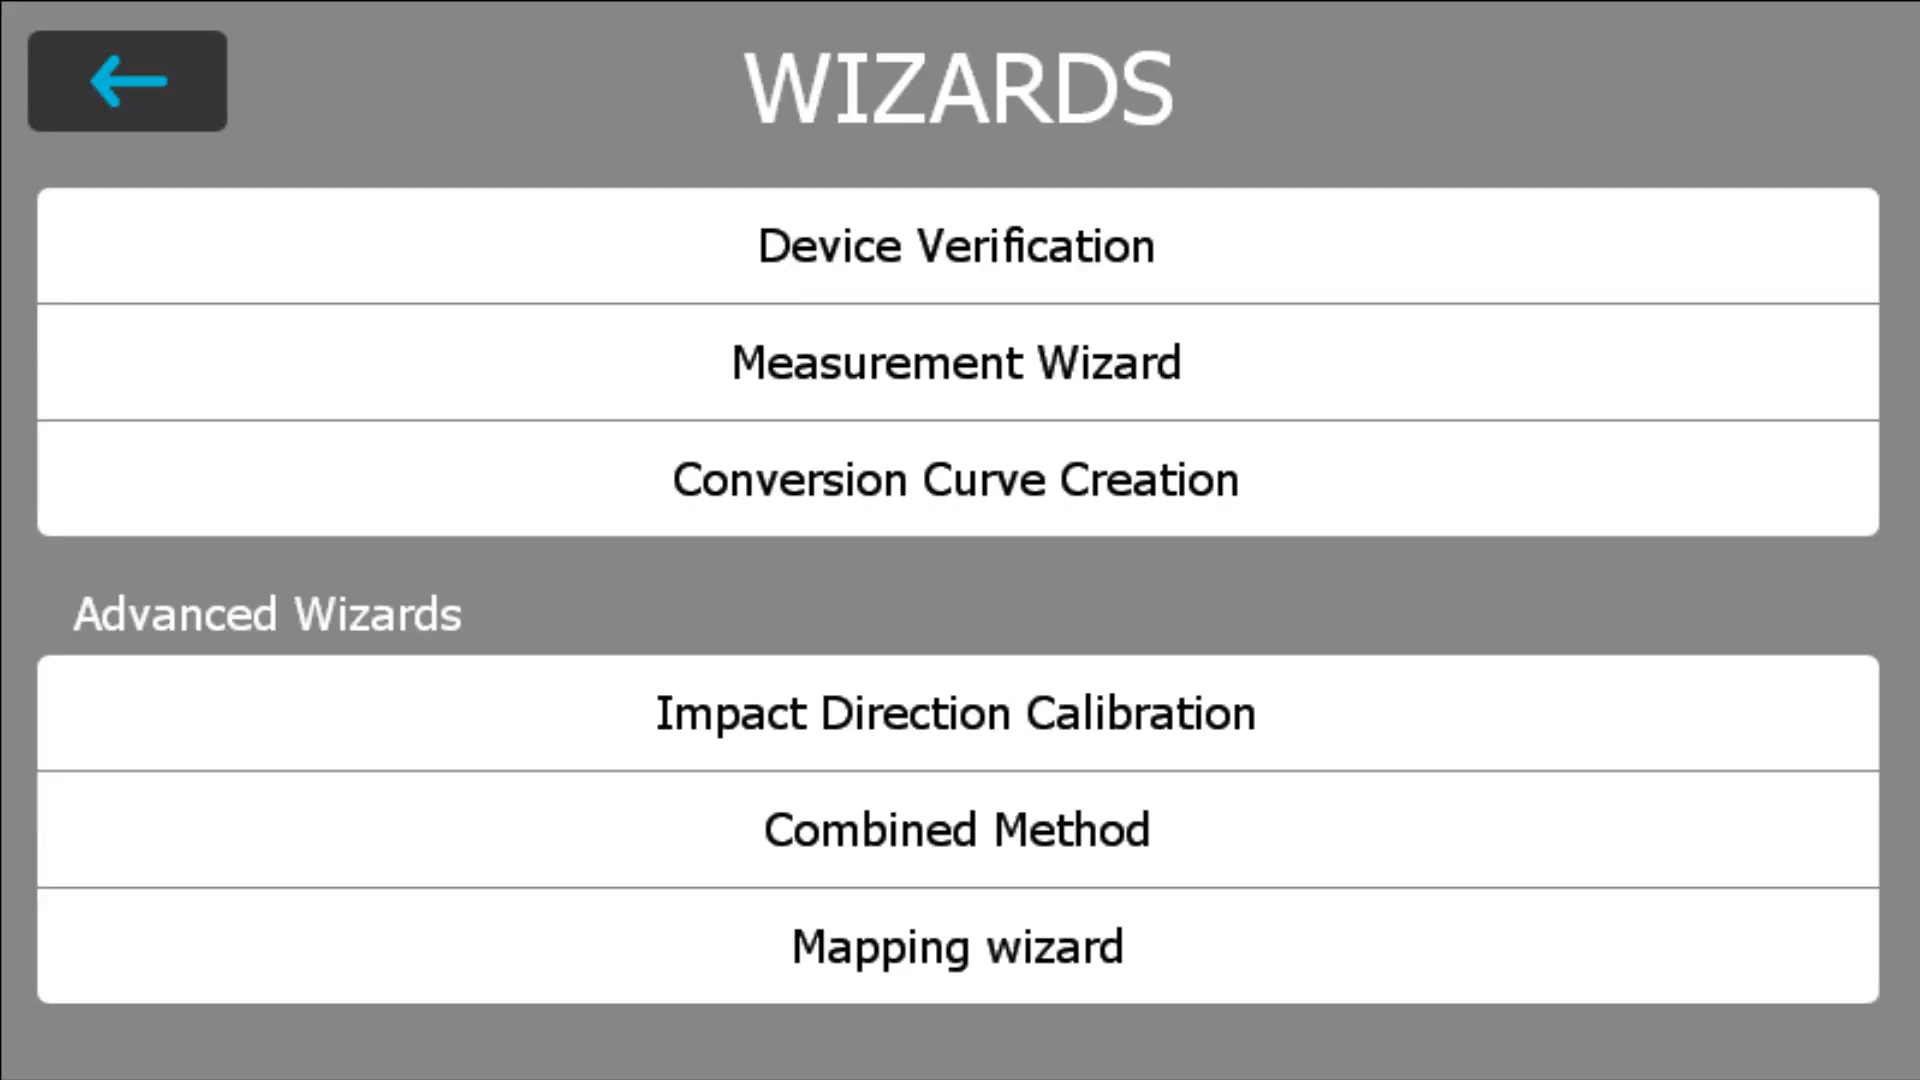 WIZARDS
Device Verification
Measurement Wizard
Conversion Curve Creation
Advanced Wizards
Impact Direction Calibration
Combined Method
Mapping wizard